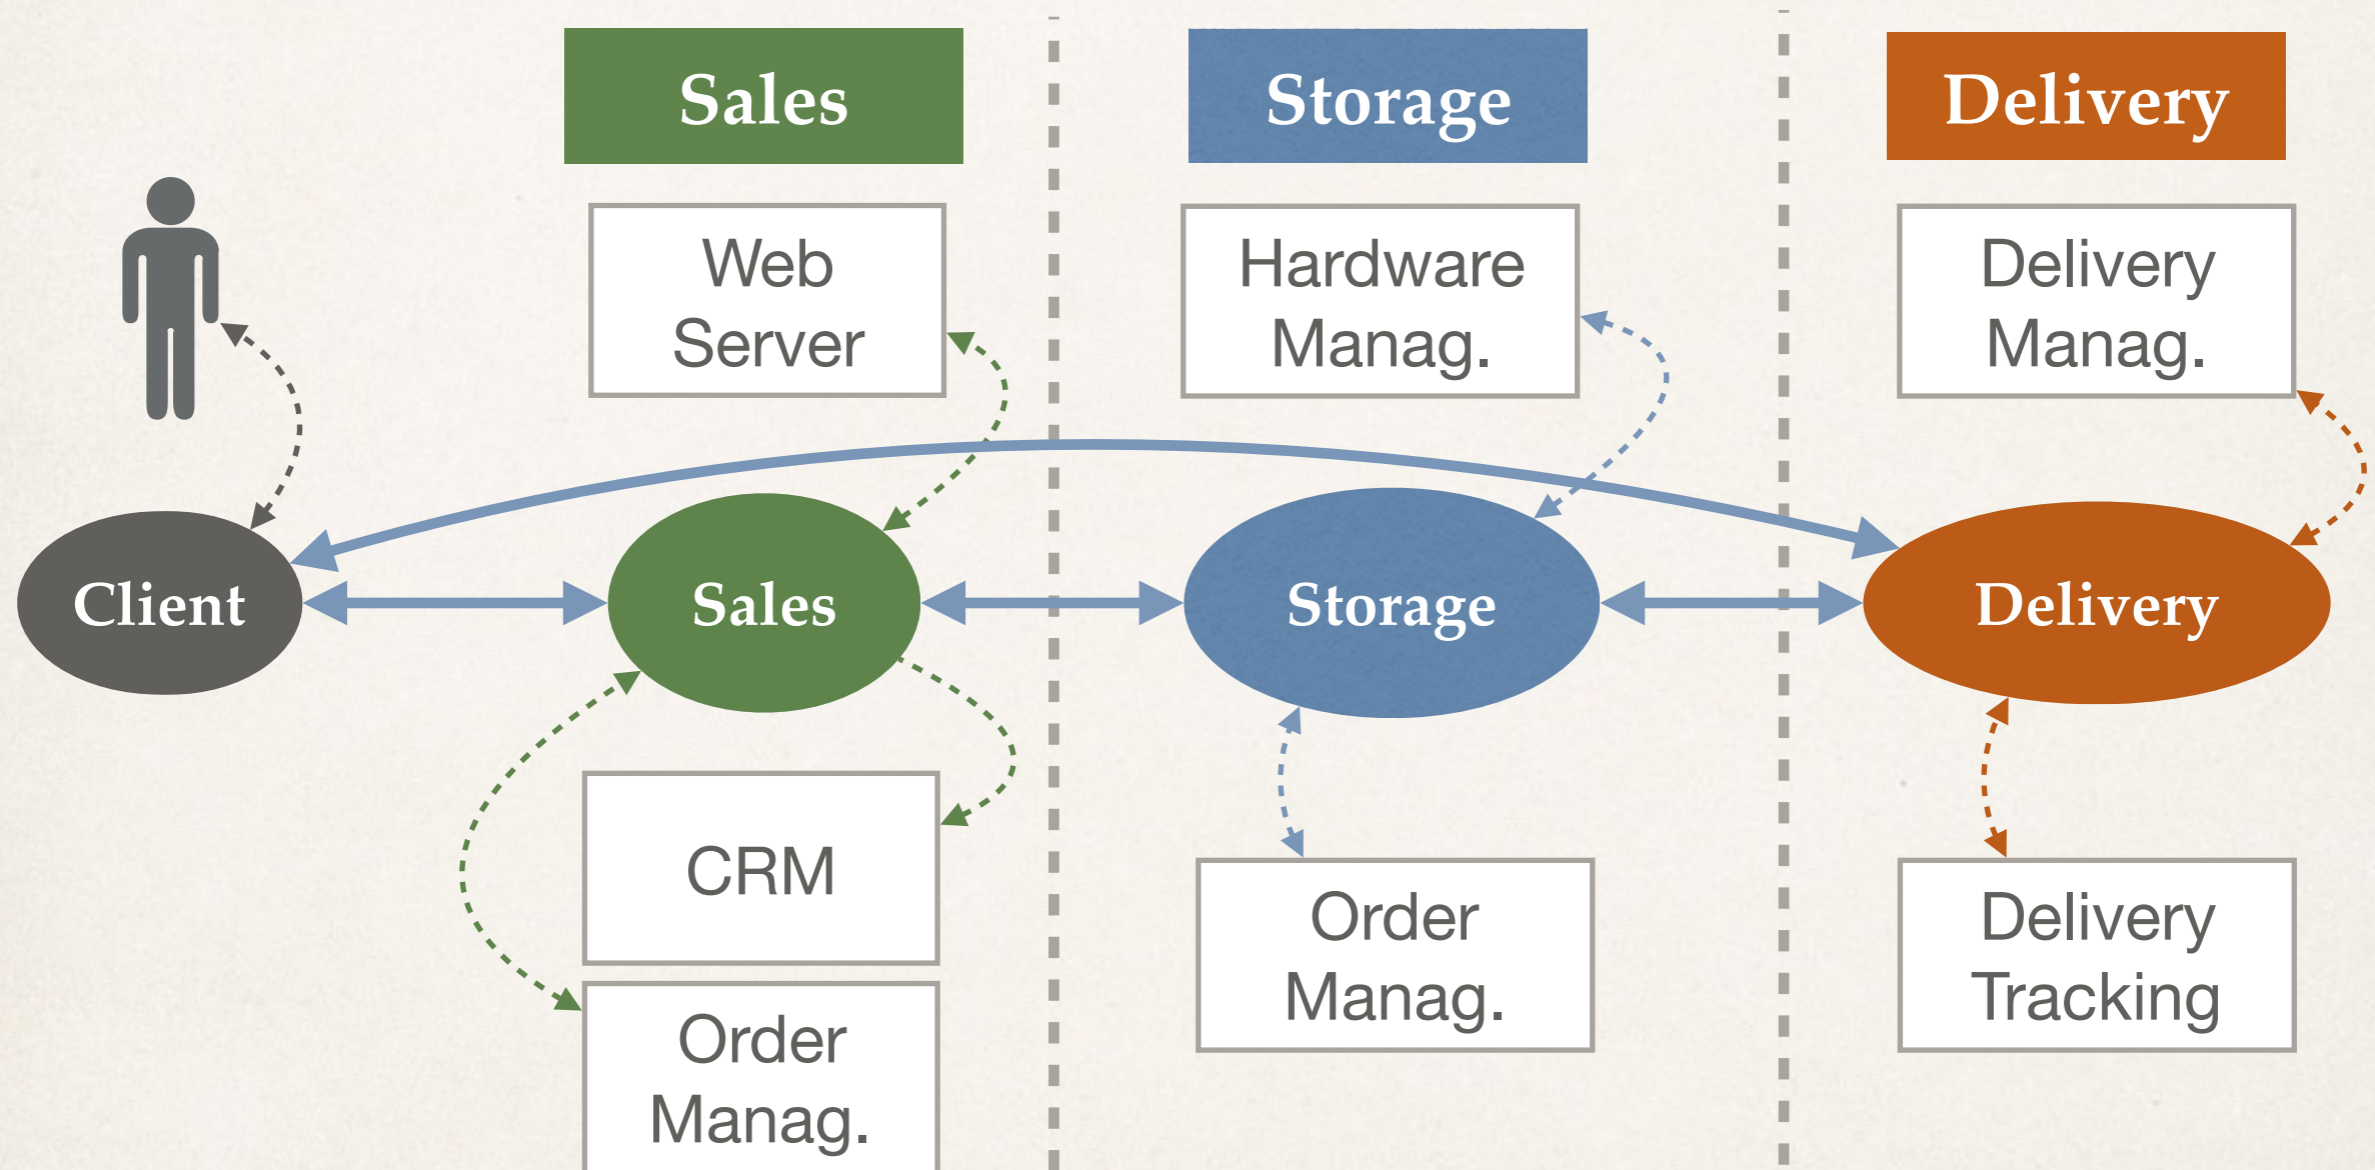 Sales
Storage
Delivery
Web
Server
Hardware
Manag.
Delivery
Manag.
Client
Sales
Storage
Delivery
CRM
Order
Manag.
Order
Manag.
Delivery
Tracking